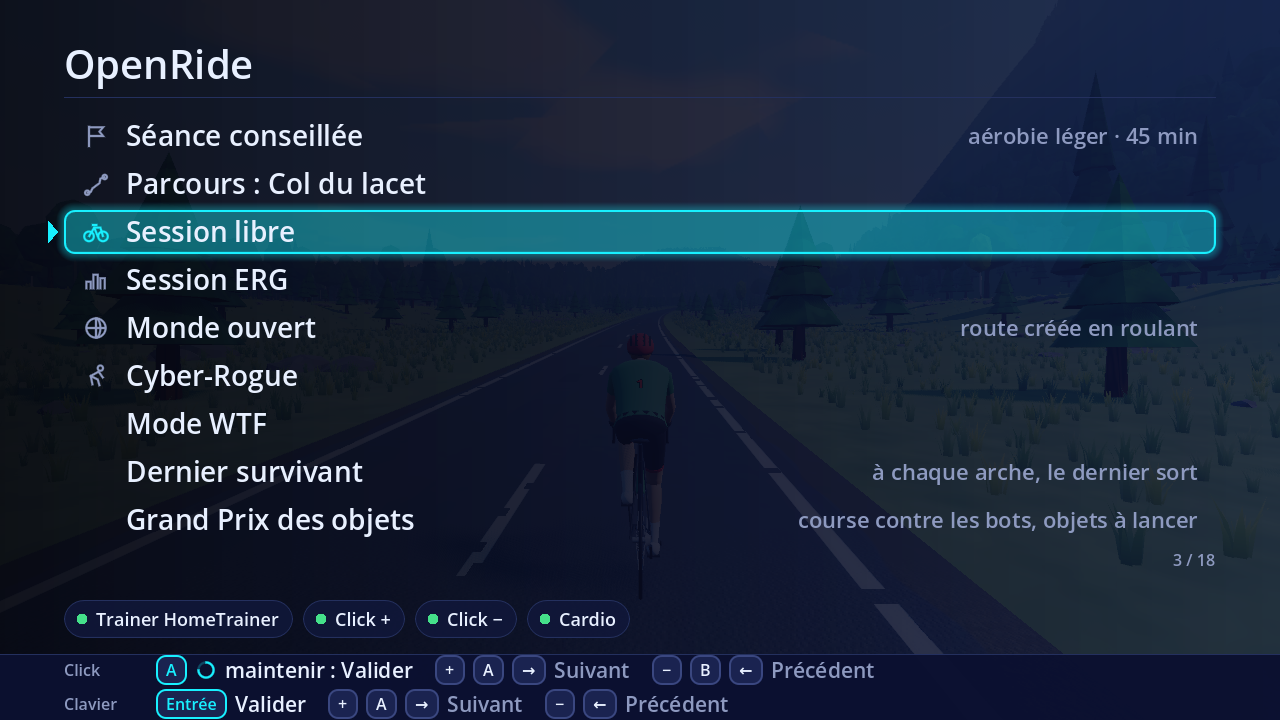 OpenRide
Séance conseillée aérobie léger · 45 min
Parcours : Col du lacet
Session libre
Session ERG
Monde ouvert route créée en roulant
Cyber-Rogue
Mode WTF
Dernier survivant à chaque arche, le dernier sort
Grand Prix des objets course contre les bots, objets à lancer
3 / 18
Trainer HomeTrainer Click + Click − Cardio
Click A maintenir : Valider + A → Suivant − B ← Précédent
Clavier Entrée Valider + A → Suivant − ← Précédent